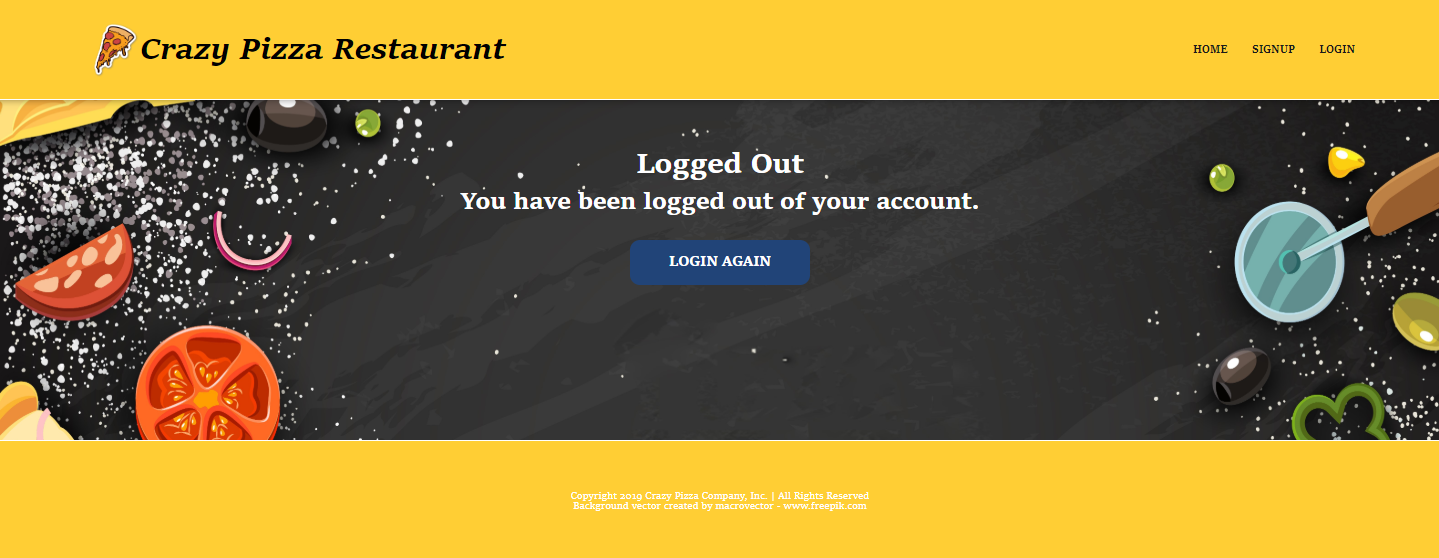 Crazy Pizza Restaurant
HOME SIGNUP LOGIN
Logged Out
You have been logged out of your account.
LOGIN AGAIN
Copyright 2019 Crazy Pizza Company, Inc. | All Rights Reserved
Background vector created by macrovector - www.freepik.com